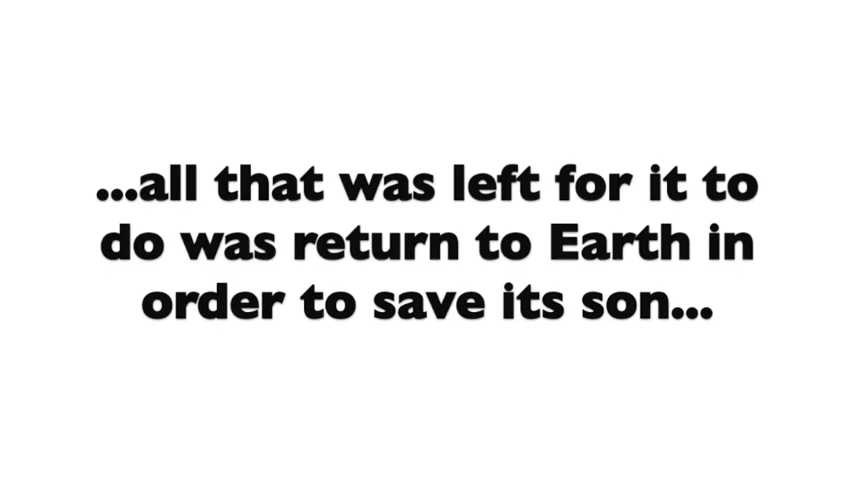 ...all that was left for it to
do was return to Earth in
order to save its son...